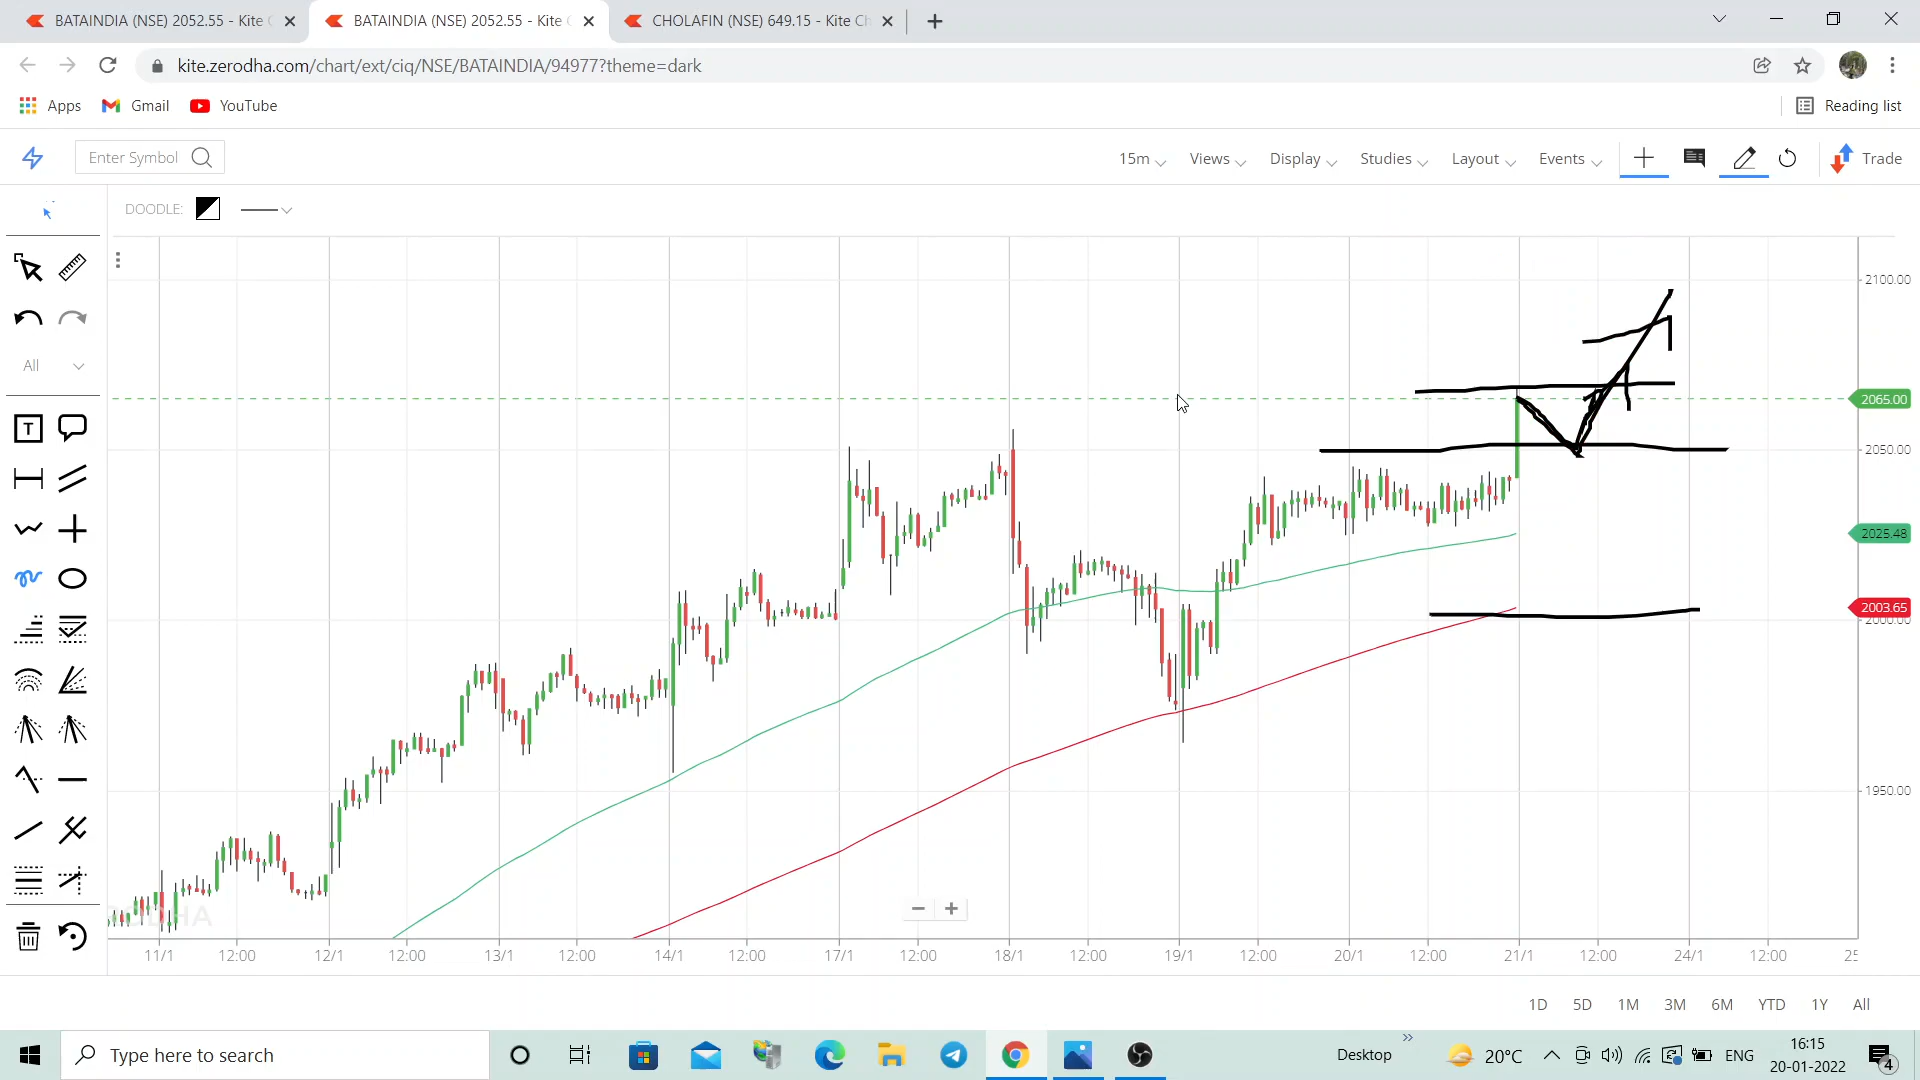 BATAINDIA (NSE) 2052.55 - Kite
BATAINDIA (NSE) 2052.55 - Kite
CHOLAFIN (NSE) 649.15 - Kite Ch
kite.zerodha.com/chart/ext/ciq/NSE/BATAINDIA/94977?theme=dark
Apps
Gmail
YouTube
Reading list
Enter Symbol
15m
Views
Display
Studies
Layout
Events
Trade
DOODLE:
All
T
2100.00
2065.00
2050.00
2025.48
2003.65
2000.00
1950.00
11/1 12:00 12/1 12:00 13/1 12:00 14/1 12:00 17/1 12:00 18/1 12:00 19/1 12:00 20/1 12:00 21/1 12:00 24/1 12:00
1D 5D 1M 3M 6M YTD 1Y All
Type here to search
Desktop
20°C
ENG
16:15
20-01-2022
4